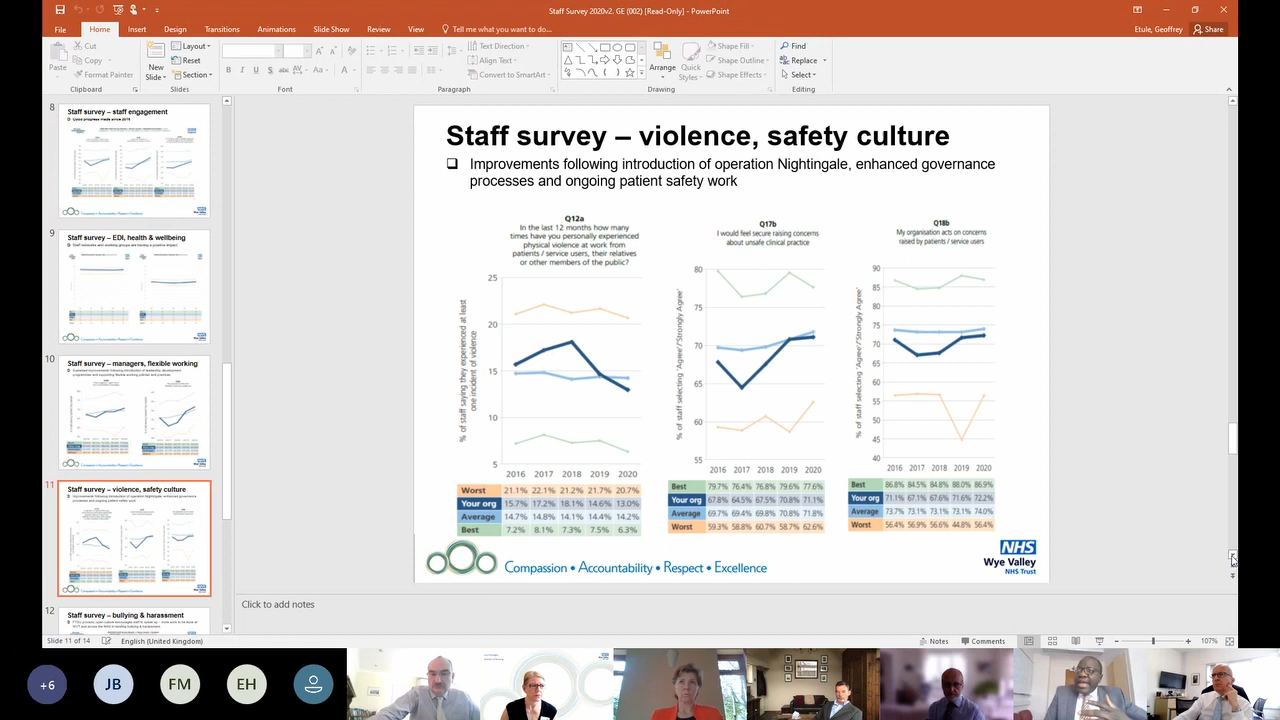 Staff Survey 2020v2. GE (002) [Read-Only] - PowerPoint
File Home Insert Design Transitions Animations Slide Show Review View Tell me what you want to do... Etule, Geoffrey Share
Paste
Cut
Copy
Format Painter
Clipboard
New
Slide
Layout
Reset
Section
Slides
B I U S abc AV Aa A
Font
Text Direction
Align Text
Convert to SmartArt
Paragraph
Arrange
Quick
Styles
Shape Fill
Shape Outline
Shape Effects
Drawing
Find
Replace
Select
Editing
8
Staff survey – staff engagement
Good progress made since 2016
9
Staff survey – EDI, health & wellbeing
Staff networks and working groups are having a positive impact
10
Staff survey – managers, flexible working
11
Staff survey – violence, safety culture
12
Staff survey – bullying & harassment
Staff survey – violence, safety culture
Improvements following introduction of opration Nightingale, enhanced governance
processes and ongoing patient safety work
Q12a
In the last 12 months how many
times have you personally experienced
physical violence at work from
patients / service users, their relatives
or other members of the public?
% of staff saying they experienced at least
one incident of violence
25
20
15
10
5
2016 2017 2018 2019 2020
Worst 21.1% 22.1% 21.2% 21.7% 20.7%
Your org 15.7% 17.2% 18.1% 14.6% 13.0%
Average 14.7% 14.8% 14.1% 14.4% 14.2%
Best 7.2% 8.1% 7.3% 7.5% 6.3%
Q17b
I would feel secure raising concerns
about unsafe clinical practice
% of staff selecting 'Agree'/'Strongly Agree'
80
75
70
65
60
55
2016 2017 2018 2019 2020
Best 79.7% 76.4% 76.8% 79.6% 77.6%
Your org 67.8% 64.5% 67.5% 70.8% 71.1%
Average 69.7% 69.4% 69.8% 70.8% 71.8%
Worst 59.3% 58.8% 60.7% 58.7% 62.6%
Q18b
My organisation acts on concerns
raised by patients / service users
% of staff selecting 'Agree'/'Strongly Agree'
90
85
80
75
70
65
60
55
50
45
40
2016 2017 2018 2019 2020
Best 86.8% 84.5% 84.8% 88.0% 86.9%
Your org 71.1% 67.1% 67.6% 71.6% 72.2%
Average 73.7% 73.1% 73.1% 73.1% 74.0%
Worst 56.4% 56.9% 56.6% 44.8% 56.4%
Compassion • Accountability • Respect • Excellence
NHS
Wye Valley
NHS Trust
Click to add notes
Slide 11 of 14 English (United Kingdom) Notes Comments 107%
+6 JB FM EH